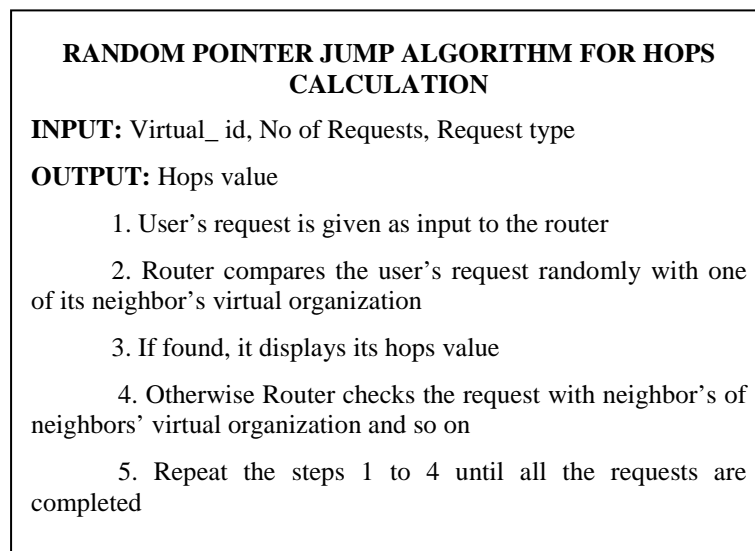 RANDOM POINTER JUMP ALGORITHM FOR HOPS
CALCULATION
INPUT: Virtual_ id, No of Requests, Request type
OUTPUT: Hops value
1. User's request is given as input to the router
2. Router compares the user's request randomly with one
of its neighbor's virtual organization
3. If found, it displays its hops value
4. Otherwise Router checks the request with neighbor's of
neighbors' virtual organization and so on
5. Repeat the steps 1 to 4 until all the requests are
completed